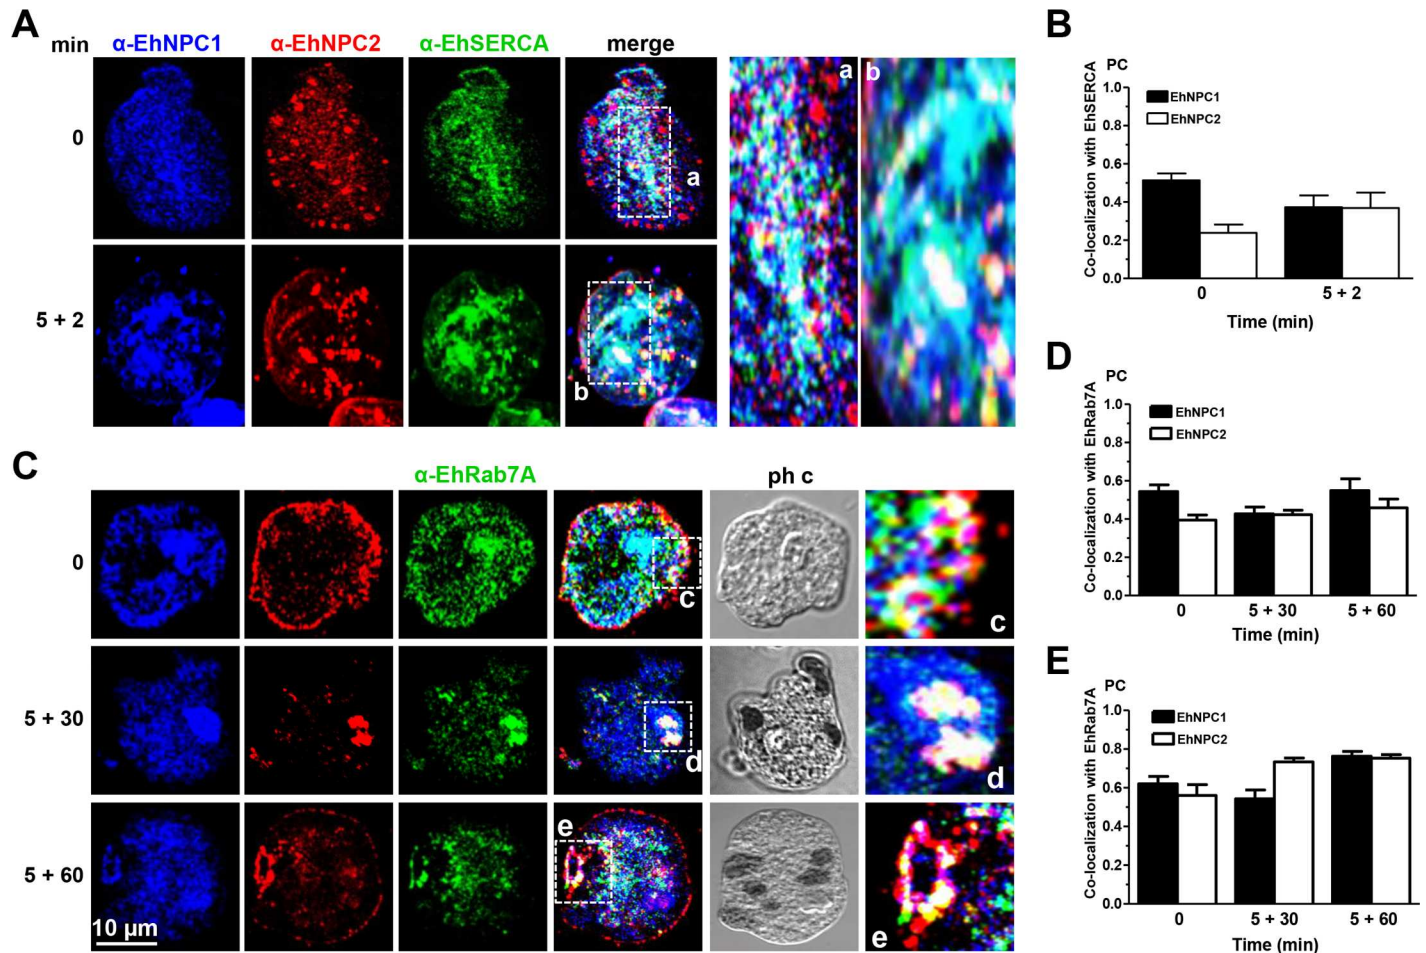 A
min α-EhNPC1 α-EhNPC2 α-EhSERCA merge
0
a
a
b
5 + 2
b
B
PC
Co-localization with EhSERCA
1.0
0.8
0.6
0.4
0.2
0.0
EhNPC1
EhNPC2
0 5 + 2
Time (min)
C
α-EhRab7A ph c
0
c
c
5 + 30
d
d
5 + 60
10 µm
e
e
D
PC
Co-localization with EhRab7A
1.0
0.8
0.6
0.4
0.2
0.0
EhNPC1
EhNPC2
0 5 + 30 5 + 60
Time (min)
E
PC
Co-localization with EhRab7A
1.0
0.8
0.6
0.4
0.2
0.0
EhNPC1
EhNPC2
0 5 + 30 5 + 60
Time (min)